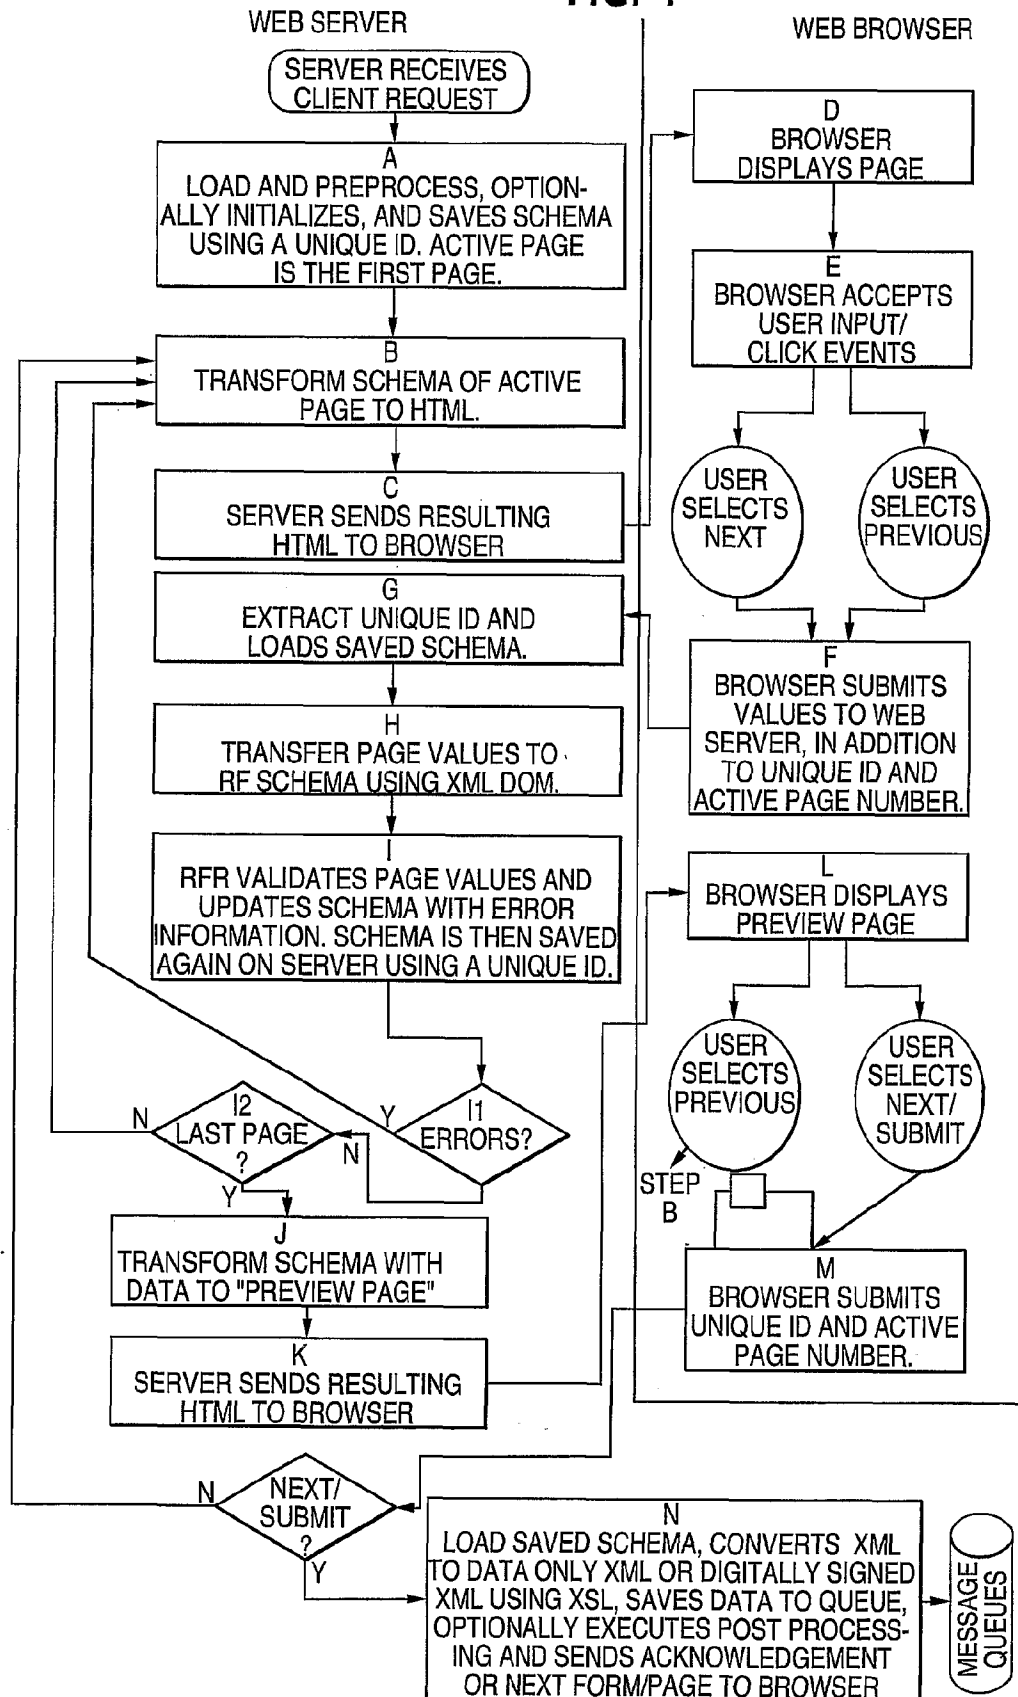 WEB SERVER
SERVER RECEIVES
CLIENT REQUEST
A
LOAD AND PREPROCESS, OPTION-
ALLY INITIALIZES, AND SAVES SCHEMA
USING A UNIQUE ID. ACTIVE PAGE
IS THE FIRST PAGE.
B
TRANSFORM SCHEMA OF ACTIVE
PAGE TO HTML.
C
SERVER SENDS RESULTING
HTML TO BROWSER
G
EXTRACT UNIQUE ID AND
LOADS SAVED SCHEMA.
H
TRANSFER PAGE VALUES TO
RF SCHEMA USING XML DOM.
I
RFR VALIDATES PAGE VALUES AND
UPDATES SCHEMA WITH ERROR
INFORMATION. SCHEMA IS THEN SAVED
AGAIN ON SERVER USING A UNIQUE ID.
I1
ERRORS?
Y
N
I2
LAST PAGE
?
N
Y
J
TRANSFORM SCHEMA WITH
DATA TO "PREVIEW PAGE"
K
SERVER SENDS RESULTING
HTML TO BROWSER
NEXT/
SUBMIT
?
N
Y
N
LOAD SAVED SCHEMA, CONVERTS XML
TO DATA ONLY XML OR DIGITALLY SIGNED
XML USING XSL, SAVES DATA TO QUEUE,
OPTIONALLY EXECUTES POST PROCESS-
ING AND SENDS ACKNOWLEDGEMENT
OR NEXT FORM/PAGE TO BROWSER
MESSAGE
QUEUES
WEB BROWSER
D
BROWSER
DISPLAYS PAGE
E
BROWSER ACCEPTS
USER INPUT/
CLICK EVENTS
USER
SELECTS
NEXT
USER
SELECTS
PREVIOUS
F
BROWSER SUBMITS
VALUES TO WEB
SERVER, IN ADDITION
TO UNIQUE ID AND
ACTIVE PAGE NUMBER.
L
BROWSER DISPLAYS
PREVIEW PAGE
USER
SELECTS
PREVIOUS
USER
SELECTS
NEXT/
SUBMIT
STEP
B
M
BROWSER SUBMITS
UNIQUE ID AND ACTIVE
PAGE NUMBER.